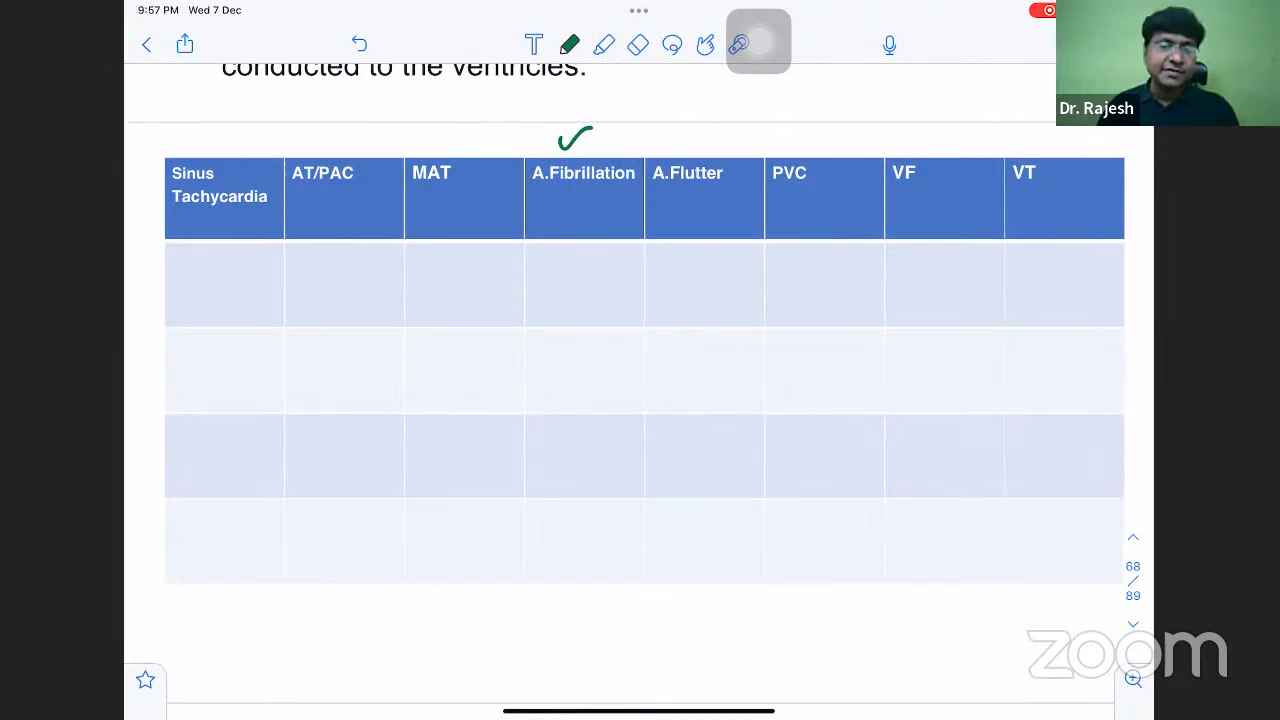 9:57 PM Wed 7 Dec
conducted to the ventricles.
Dr. Rajesh
Sinus Tachycardia
AT/PAC
MAT
A.Fibrillation
A.Flutter
PVC
VF
VT
68
/
89
zoom